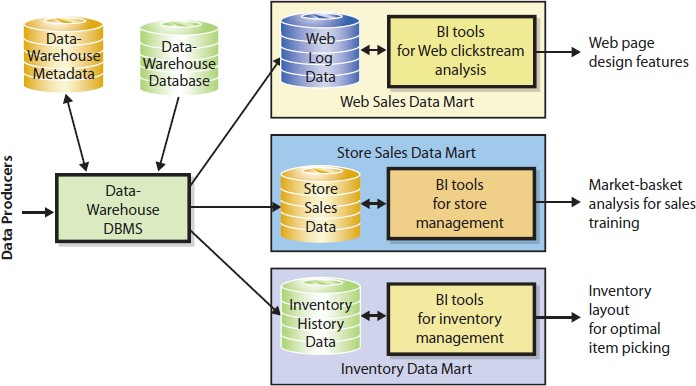 Data-
Warehouse
Metadata
Data-
Warehouse
Database
Data Producers
Data-
Warehouse
DBMS
Web
Log
Data
BI tools
for Web clickstream
analysis
Web Sales Data Mart
Web page
design features
Store Sales Data Mart
Store
Sales
Data
BI tools
for store
management
Market-basket
analysis for sales
training
Inventory
History
Data
BI tools
for inventory
management
Inventory Data Mart
Inventory
layout
for optimal
item picking